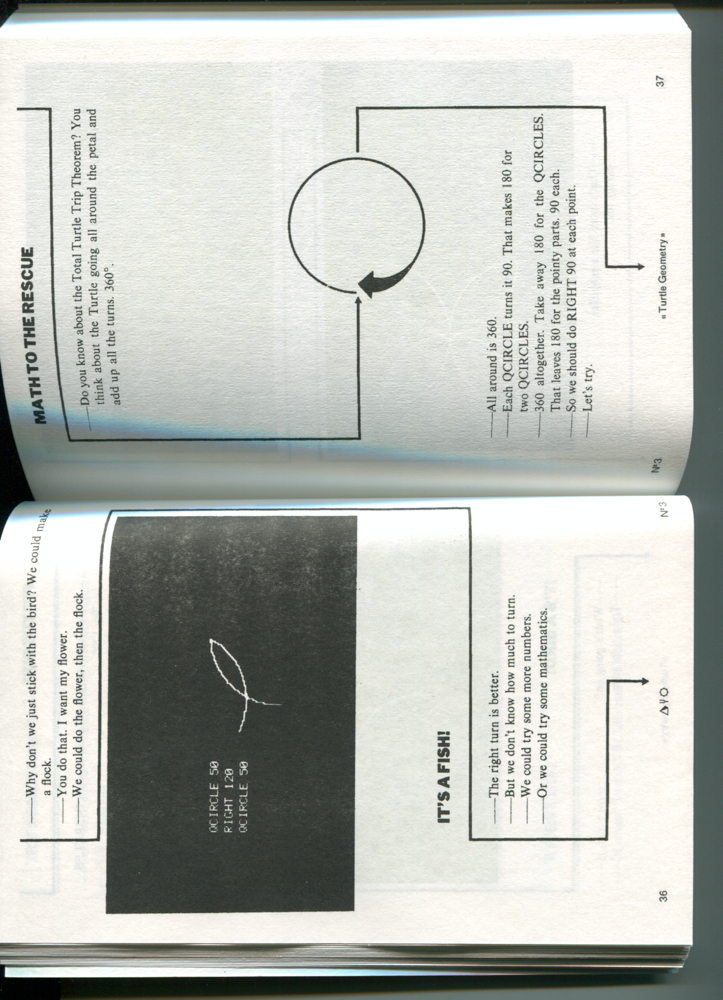 ——Why don't we just stick with the bird? We could make
a flock.
——You do that. I want my flower.
——We could do the flower, then the flock.
QCIRCLE 50
RIGHT 120
QCIRCLE 50
IT'S A FISH!
——The right turn is better.
——But we don't know how much to turn.
——We could try some more numbers.
——Or we could try some mathematics.
36
Nº3
MATH TO THE RESCUE
——Do you know about the Total Turtle Trip Theorem? You
think about the Turtle going all around the petal and
add up all the turns. 360°.
——All around is 360.
——Each QCIRCLE turns it 90. That makes 180 for
two QCIRCLES.
——360 altogether. Take away 180 for the QCIRCLES.
That leaves 180 for the pointy parts. 90 each.
——So we should do RIGHT 90 at each point.
——Let's try.
Nº3
« Turtle Geometry »
37